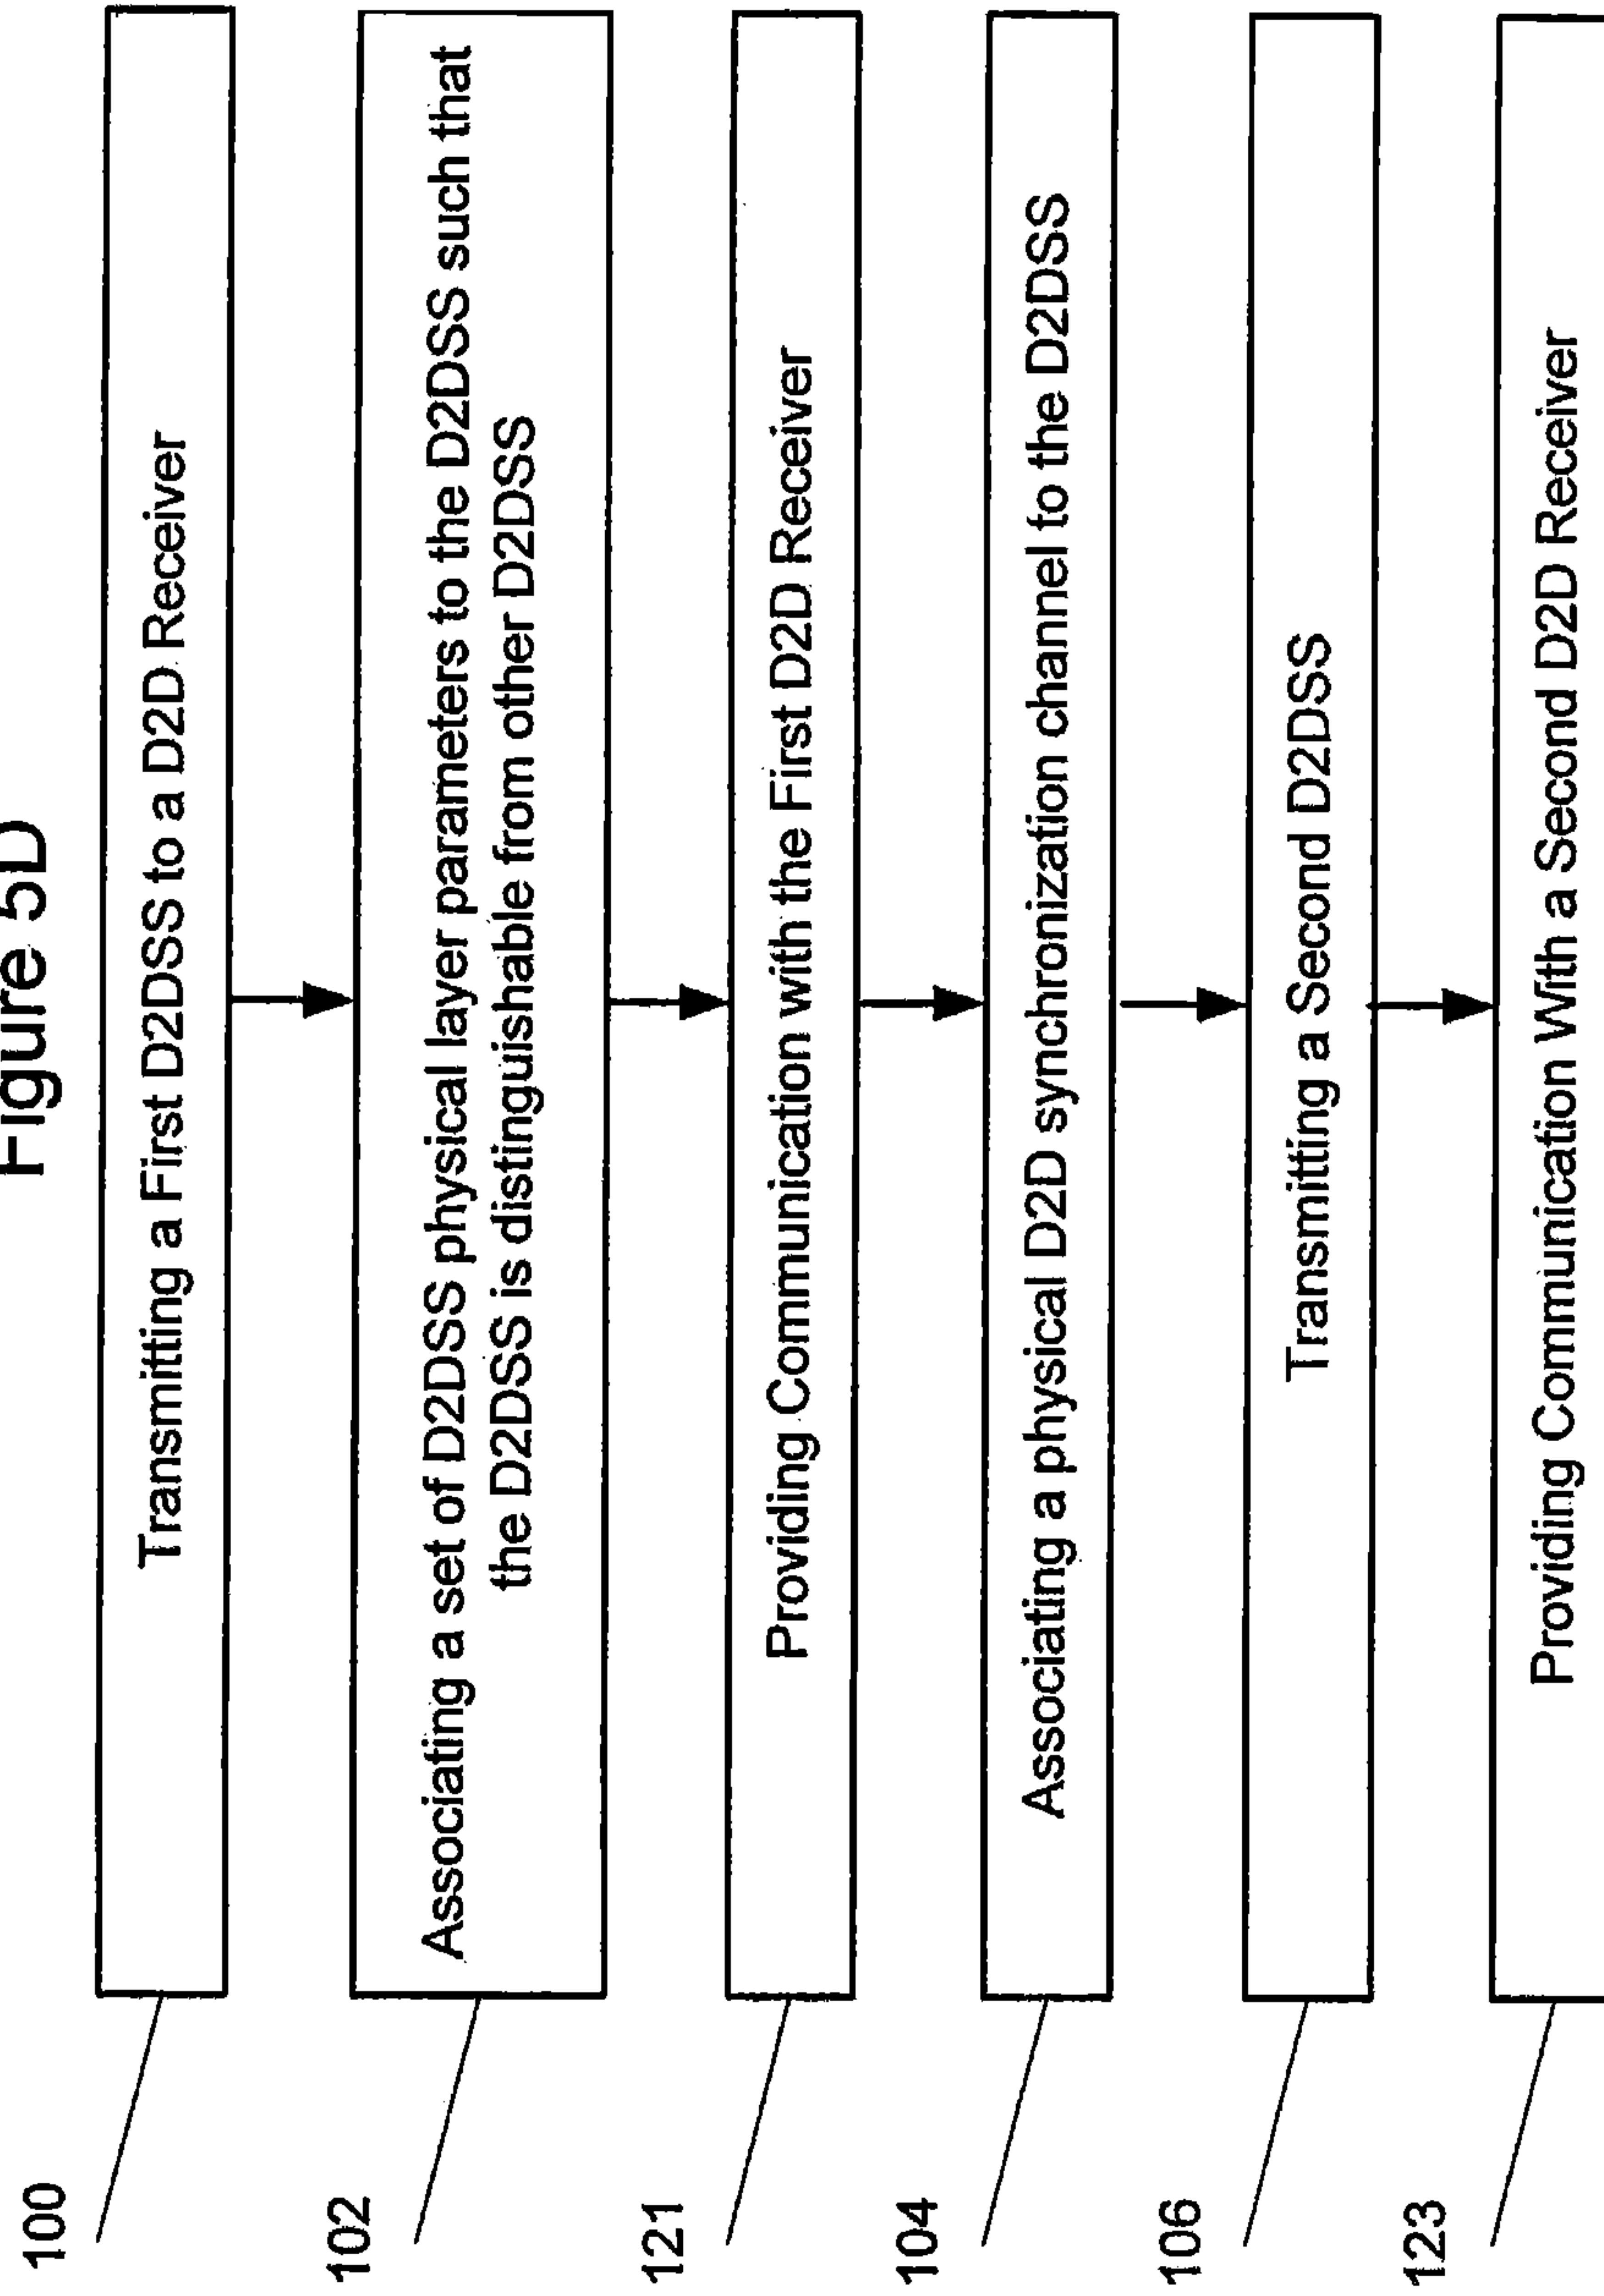 Figure 5D
100
Transmitting a First D2DSS to a D2D Receiver
102
Associating a set of D2DSS physical layer parameters to the D2DSS such that
the D2DSS is distinguishable from other D2DSS
121
Providing Communication with the First D2D Receiver
104
Associating a physical D2D synchronization channel to the D2DSS
106
Transmitting a Second D2DSS
123
Providing Communication With a Second D2D Receiver